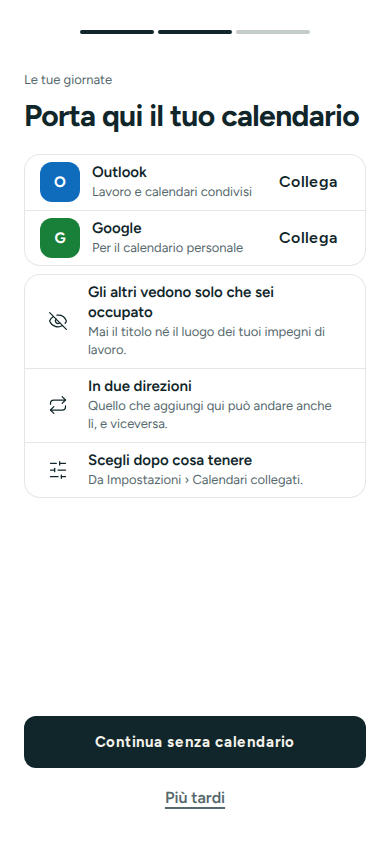 Le tue giornate
Porta qui il tuo calendario
O
Outlook
Lavoro e calendari condivisi
Collega
G
Google
Per il calendario personale
Collega
Gli altri vedono solo che sei
occupato
Mai il titolo né il luogo dei tuoi impegni di
lavoro.
In due direzioni
Quello che aggiungi qui può andare anche
lì, e viceversa.
Scegli dopo cosa tenere
Da Impostazioni › Calendari collegati.
Continua senza calendario
Più tardi